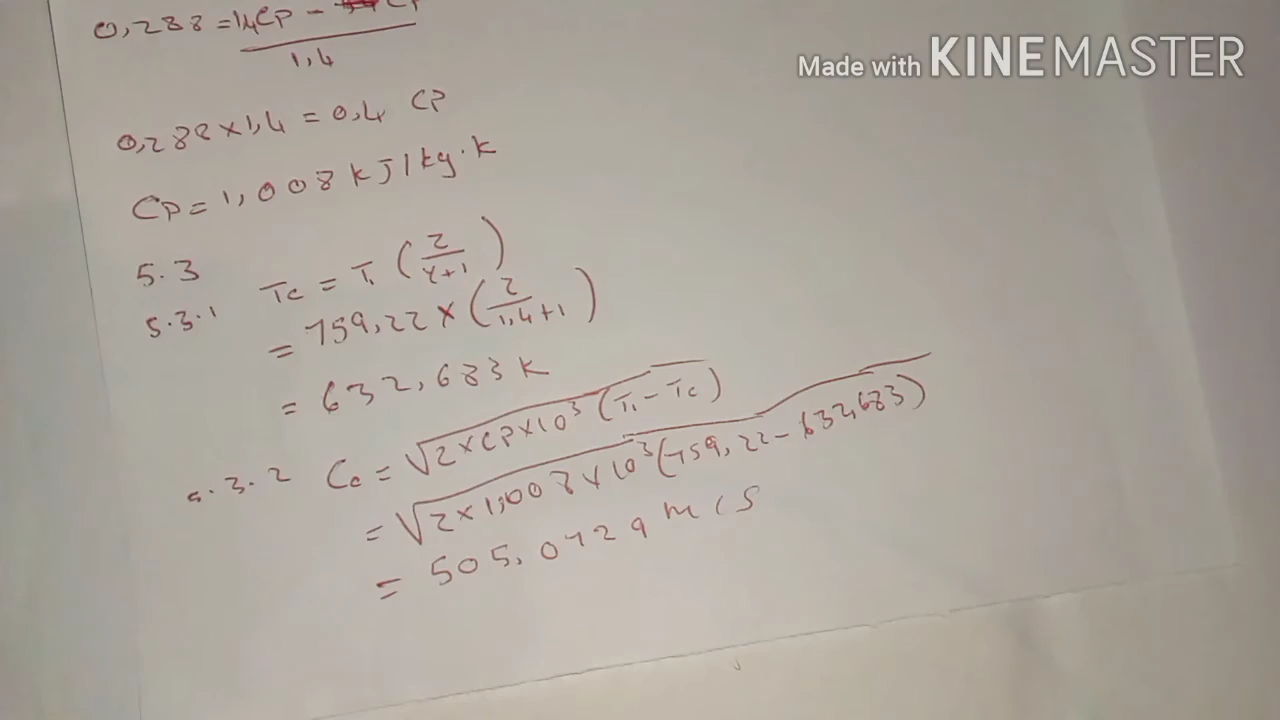 0,288 = 1,4CP - CP
1,4
Made with KINEMASTER
0,288 x 1,4 = 0,4 CP
CP = 1,008 kJ/kg.k
5.3
5.3.1 Tc = T1 (2/γ+1)
= 759,22 x (2/1,4+1)
= 632,683 k
5.3.2 Cc = √2 x CP x 10³ (T1 - Tc)
= √2 x 1,008 x 10³ (759,22 - 632,683)
= 505,0729 m/s